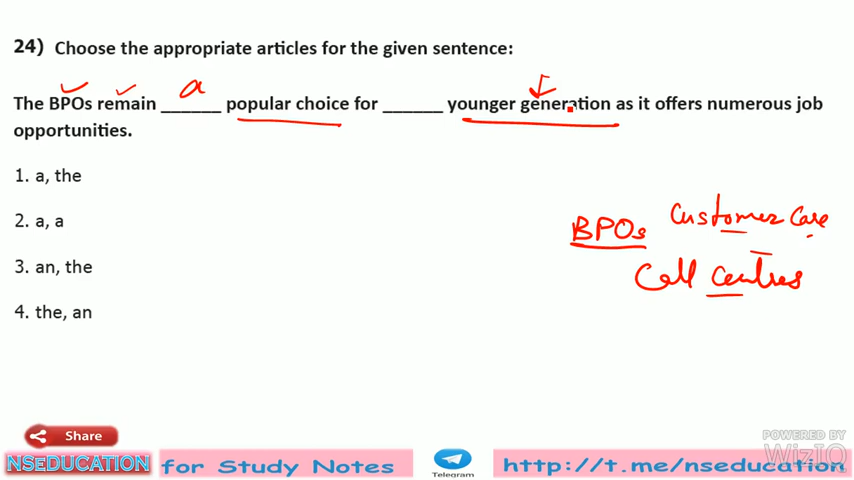 24) Choose the appropriate articles for the given sentence:
a
The BPOs remain ______ popular choice for ______ younger generation as it offers numerous job
opportunities.
1. a, the
2. a, a
3. an, the
4. the, an
BPOs Customer Care
Call Centres
Share
NSEDUCATION for Study Notes Telegram http://t.me/nseducation
POWERED BY
WizIQ